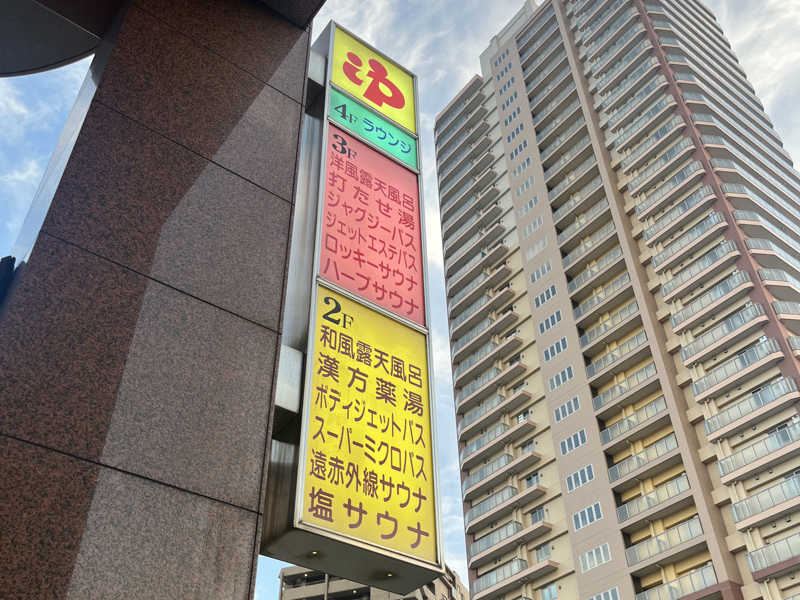 ゆ
4F ラウンジ
3F
洋風露天風呂
打たせ湯
ジャグジーバス
ジェットエステバス
ロッキーサウナ
ハーブサウナ
2F
和風露天風呂
漢方薬湯
ボディジェットバス
スーパーミクロバス
遠赤外線サウナ
塩サウナ